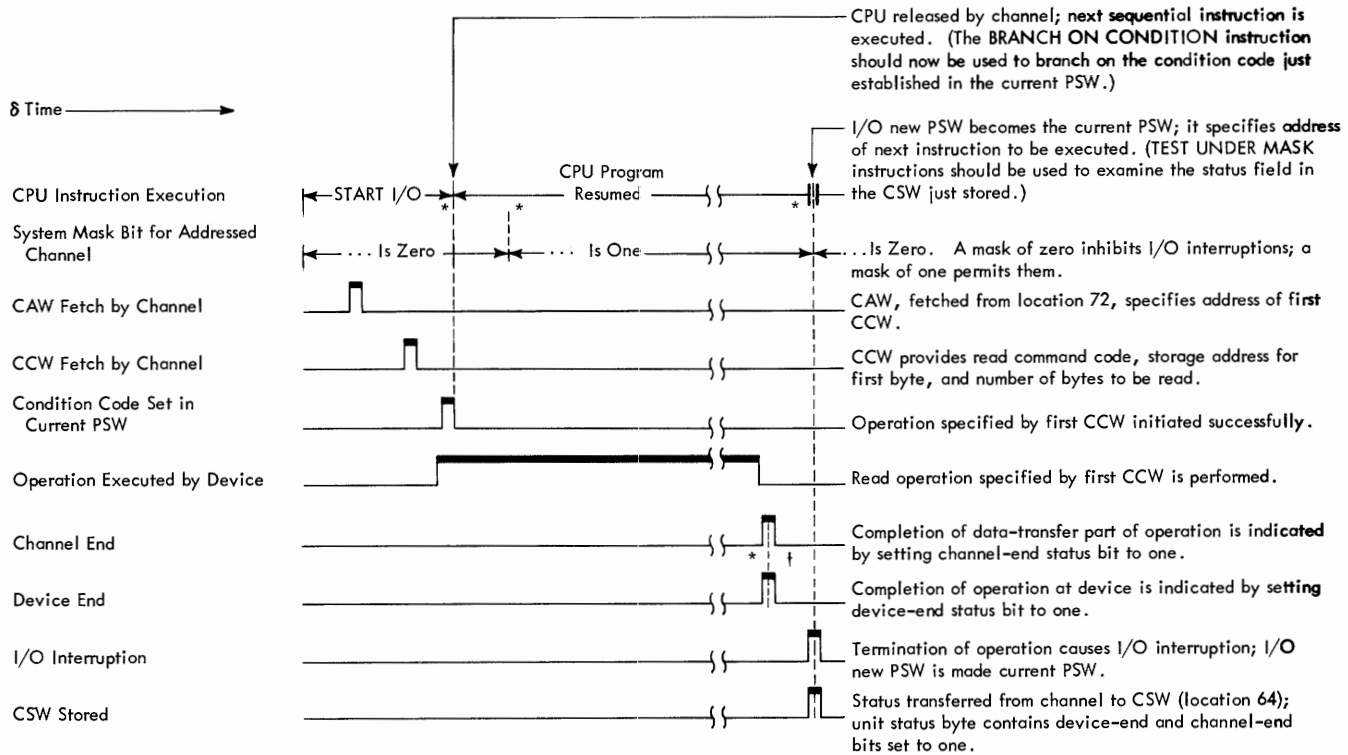 CPU released by channel; next sequential instruction is
executed. (The BRANCH ON CONDITION instruction
should now be used to branch on the condition code just
established in the current PSW.)
δ Time
I/O new PSW becomes the current PSW; it specifies address
of next instruction to be executed. (TEST UNDER MASK
instructions should be used to examine the status field in
the CSW just stored.)
CPU Instruction Execution
START I/O
CPU Program
Resumed
* * *
System Mask Bit for Addressed
Channel
... Is Zero
... Is One
...Is Zero. A mask of zero inhibits I/O interruptions; a
mask of one permits them.
CAW Fetch by Channel
CAW, fetched from location 72, specifies address of first
CCW.
CCW Fetch by Channel
CCW provides read command code, storage address for
first byte, and number of bytes to be read.
Condition Code Set in
Current PSW
Operation specified by first CCW initiated successfully.
Operation Executed by Device
Read operation specified by first CCW is performed.
Channel End
* †
Completion of data-transfer part of operation is indicated
by setting channel-end status bit to one.
Device End
Completion of operation at device is indicated by setting
device-end status bit to one.
I/O Interruption
Termination of operation causes I/O interruption; I/O
new PSW is made current PSW.
CSW Stored
Status transferred from channel to CSW (location 64);
unit status byte contains device-end and channel-end
bits set to one.